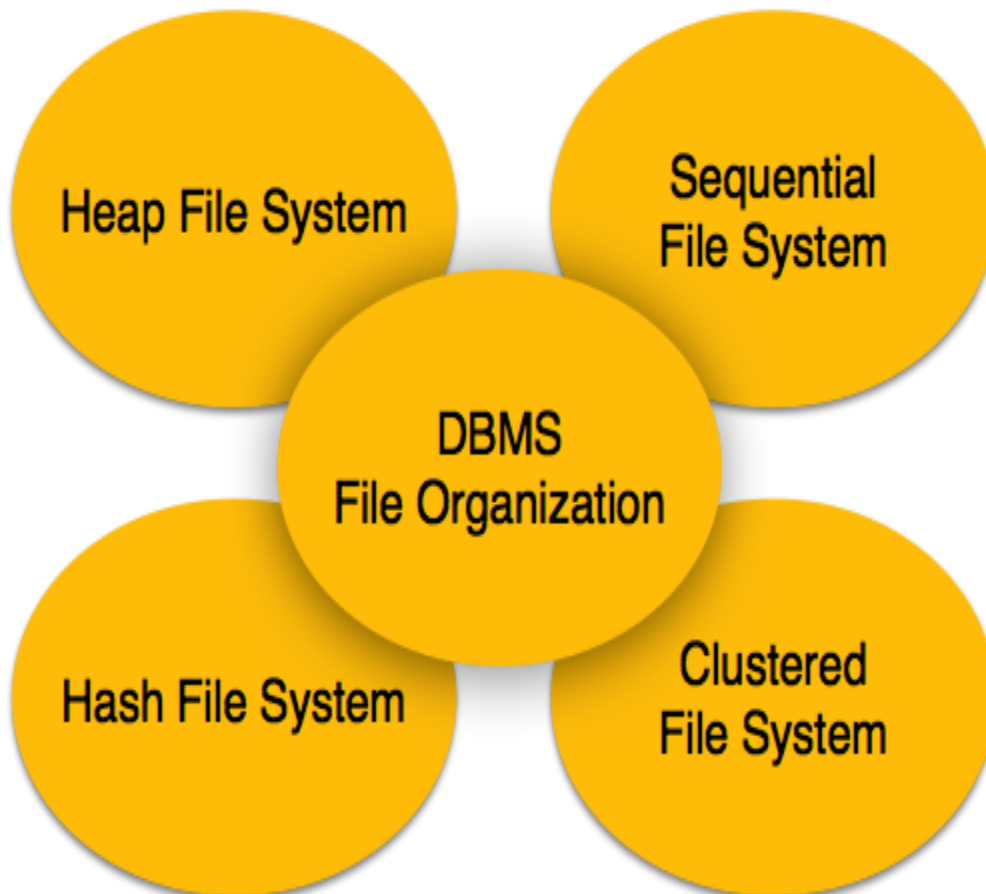 Heap File System
Sequential
File System
DBMS
File Organization
Hash File System
Clustered
File System